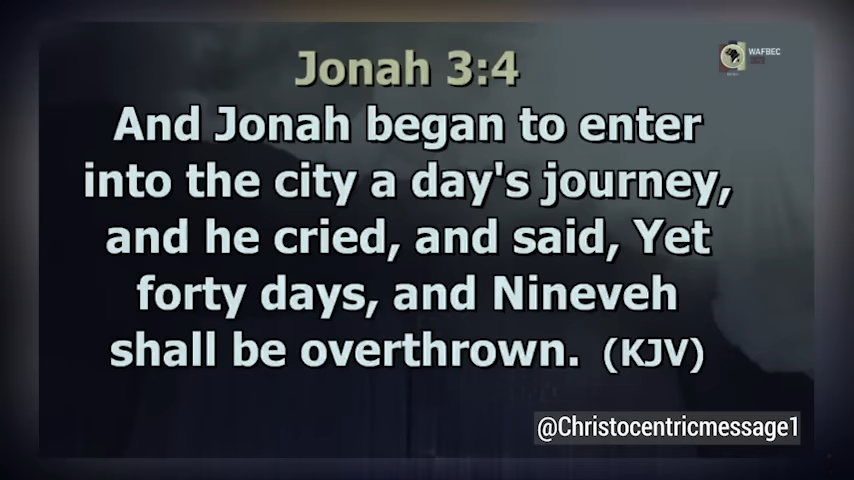 Jonah 3:4
WAFBEC
And Jonah began to enter
into the city a day's journey,
and he cried, and said, Yet
forty days, and Nineveh
shall be overthrown. (KJV)
@Christocentricmessage1